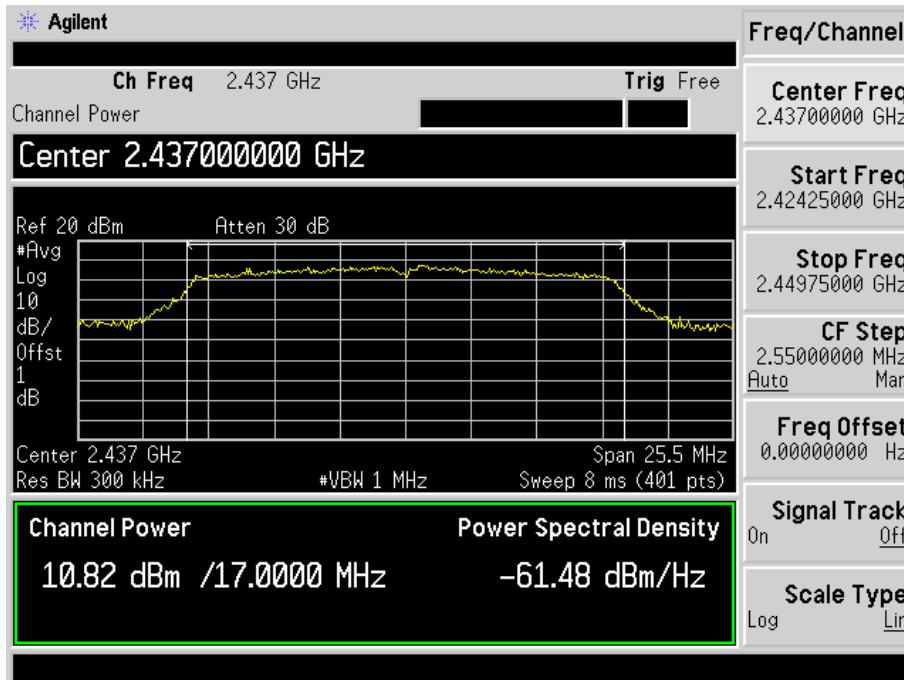 Agilent
Freq/Channel
Ch Freq 2.437 GHz Trig Free
Channel Power
Center 2.437000000 GHz
Ref 20 dBm Atten 30 dB
#Avg
Log
10
dB/
Offst
1
dB
Center 2.437 GHz Span 25.5 MHz
Res BW 300 kHz #VBW 1 MHz Sweep 8 ms (401 pts)
Channel Power Power Spectral Density
10.82 dBm /17.0000 MHz -61.48 dBm/Hz
Center Freq
2.43700000 GHz
Start Freq
2.42425000 GHz
Stop Freq
2.44975000 GHz
CF Step
2.55000000 MHz
Auto Man
Freq Offset
0.00000000 Hz
Signal Track
On Off
Scale Type
Log Lin